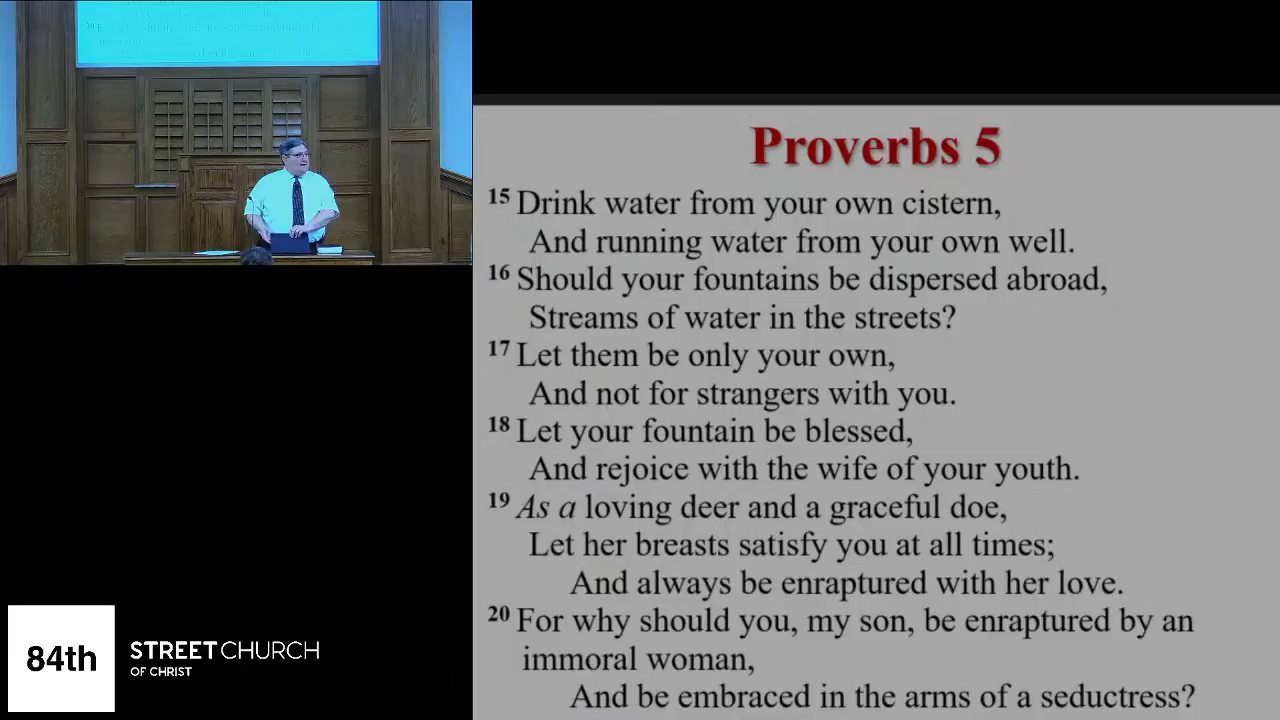 Proverbs 5
15 Drink water from your own cistern,
And running water from your own well.
16 Should your fountains be dispersed abroad,
Streams of water in the streets?
17 Let them be only your own,
And not for strangers with you.
18 Let your fountain be blessed,
And rejoice with the wife of your youth.
19 As a loving deer and a graceful doe,
Let her breasts satisfy you at all times;
And always be enraptured with her love.
20 For why should you, my son, be enraptured by an
immoral woman,
And be embraced in the arms of a seductress?
84th
STREET CHURCH
OF CHRIST